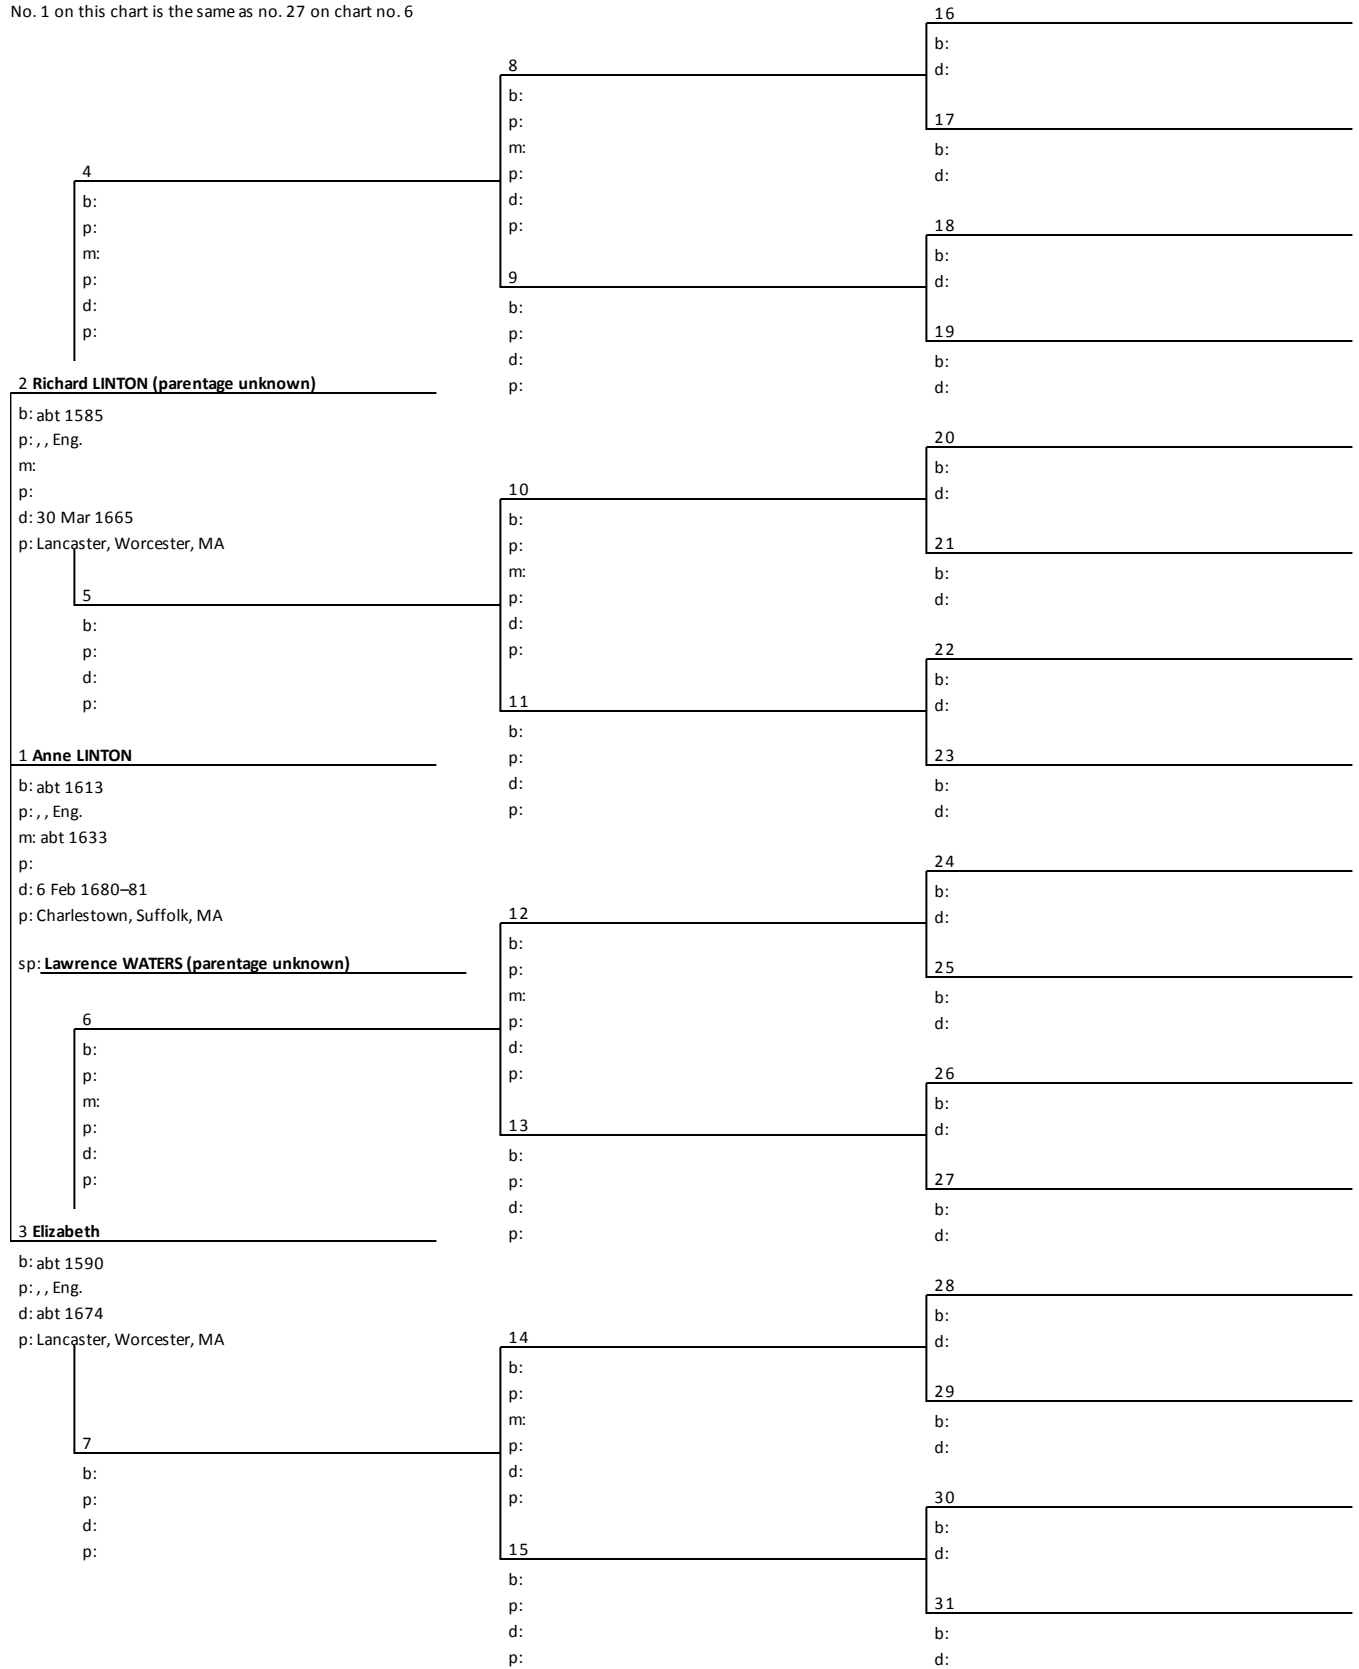 No. 1 on this chart is the same as no. 27 on chart no. 6
4
b:
p:
m:
p:
d:
p:
2 Richard LINTON (parentage unknown)
b: abt 1585
p: , , Eng.
m:
p:
d: 30 Mar 1665
p: Lancaster, Worcester, MA
5
b:
p:
d:
p:
1 Anne LINTON
b: abt 1613
p: , , Eng.
m: abt 1633
p:
d: 6 Feb 1680–81
p: Charlestown, Suffolk, MA
sp: Lawrence WATERS (parentage unknown)
6
b:
p:
m:
p:
d:
p:
3 Elizabeth
b: abt 1590
p: , , Eng.
d: abt 1674
p: Lancaster, Worcester, MA
7
b:
p:
d:
p:
8
b:
p:
m:
p:
d:
p:
9
b:
p:
d:
p:
10
b:
p:
m:
p:
d:
p:
11
b:
p:
d:
p:
12
b:
p:
m:
p:
d:
p:
13
b:
p:
d:
p:
14
b:
p:
m:
p:
d:
p:
15
b:
p:
d:
p:
16
b:
d:
17
b:
d:
18
b:
d:
19
b:
d:
20
b:
d:
21
b:
d:
22
b:
d:
23
b:
d:
24
b:
d:
25
b:
d:
26
b:
d:
27
b:
d:
28
b:
d:
29
b:
d:
30
b:
d:
31
b:
d: